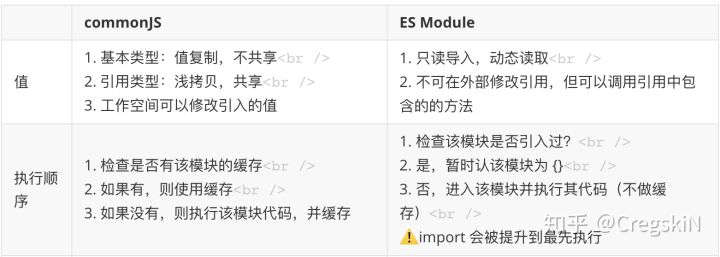 commonJS
ES Module
值
1. 基本类型：值复制，不共享<br />
2. 引用类型：浅拷贝，共享<br />
3. 工作空间可以修改引入的值
1. 只读导入，动态读取<br />
2. 不可在外部修改引用，但可以调用引用中包
含的的方法
执行顺
序
1. 检查是否有该模块的缓存<br />
2. 如果有，则使用缓存<br />
3. 如果没有，则执行该模块代码，并缓存
1. 检查该模块是否引入过？<br />
2. 是，暂时认该模块为 {}<br />
3. 否，进入该模块并执行其代码（不做缓
存）<br />
⚠️import 会被提升到最先执行
知乎 @CregskiN